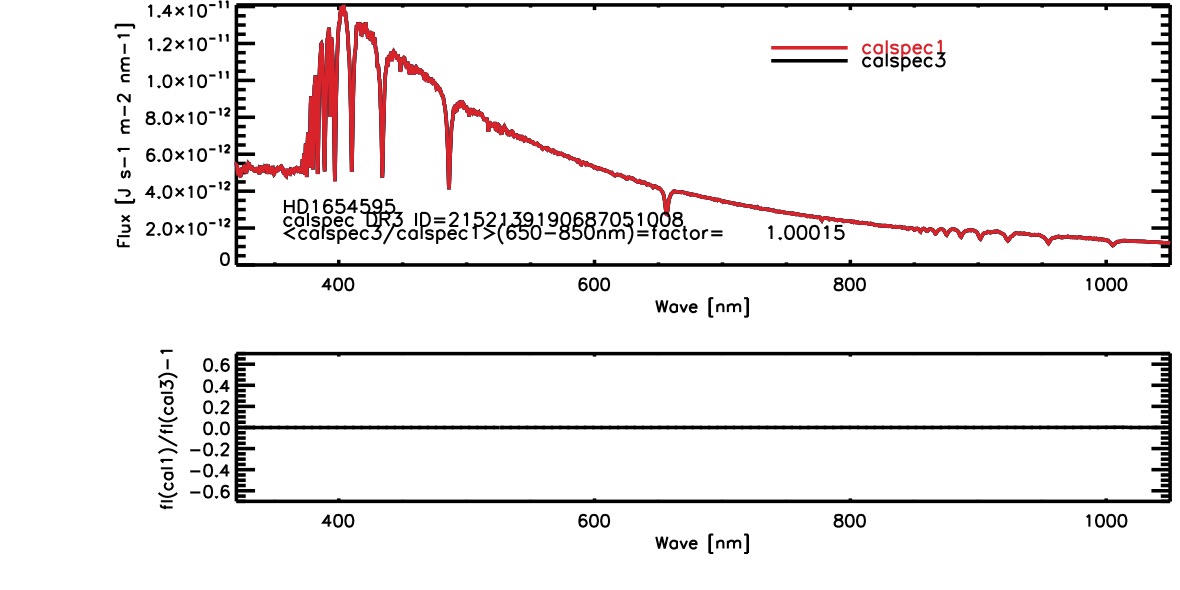 1.4×10−11
1.2×10−11
1.0×10−11
8.0×10−12
6.0×10−12
4.0×10−12
2.0×10−12
0
Flux [J s−1 m−2 nm−1]
calspec1
calspec3
HD1654595
calspec DR3 ID=2152139190687051008
<calspec3/calspec1>(650−850nm)=factor= 1.00015
400 600 800 1000
Wave [nm]
0.6
0.4
0.2
0.0
−0.2
−0.4
−0.6
fl(cal1)/fl(cal3)−1
400 600 800 1000
Wave [nm]